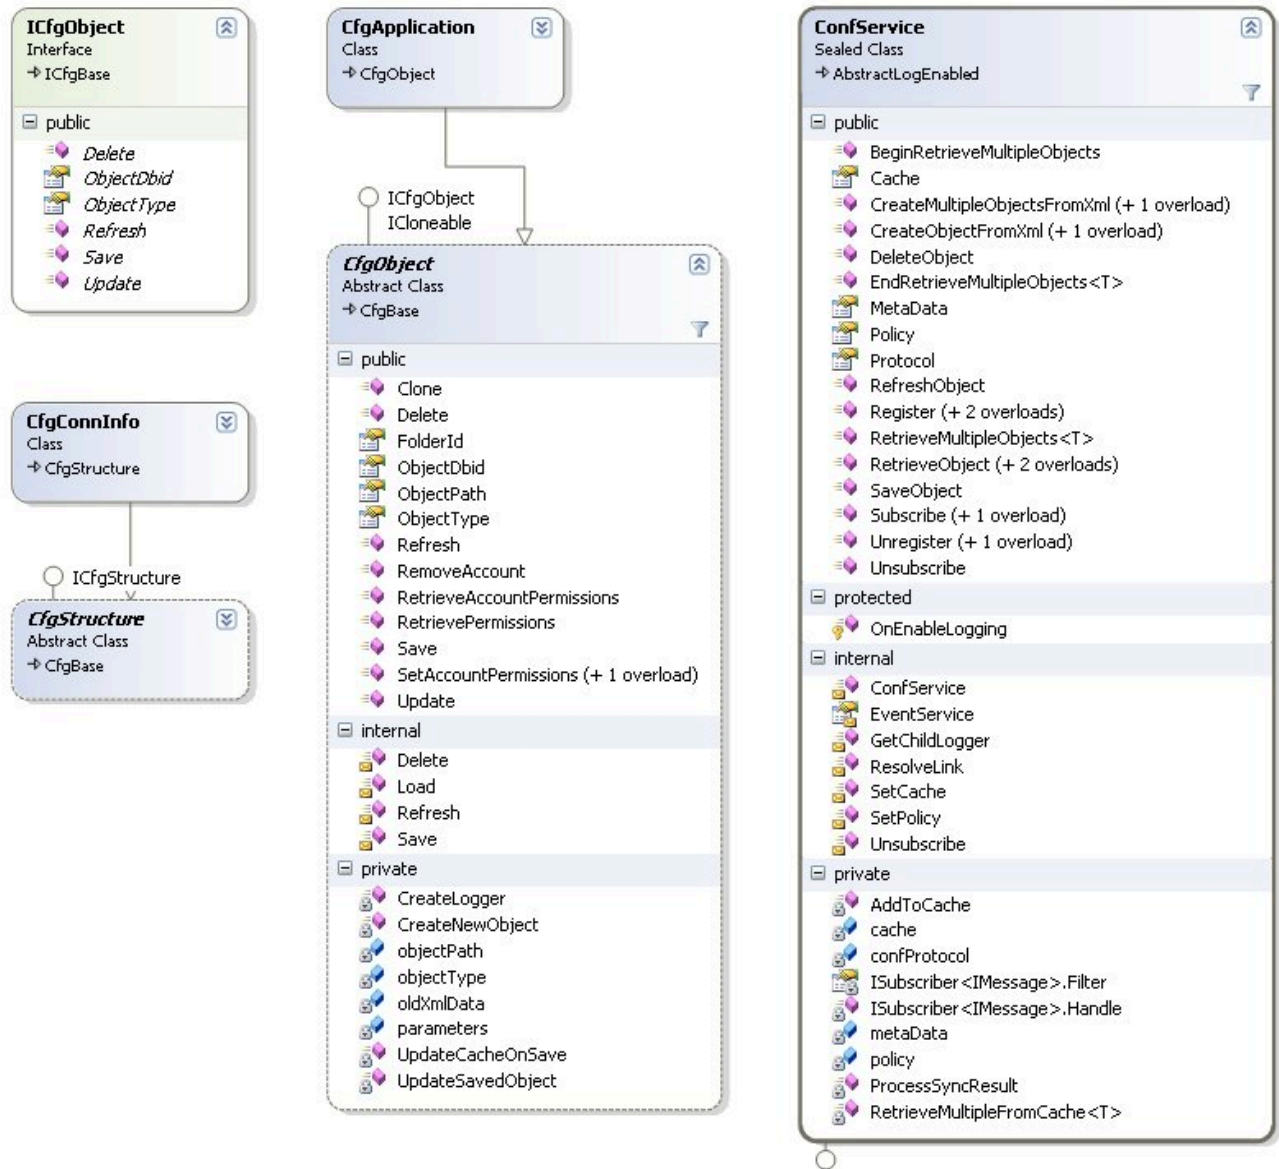 ICfgObject
Interface
ICfgBase
public
Delete
ObjectDbid
ObjectType
Refresh
Save
Update
CfgConnInfo
Class
CfgStructure
ICfgStructure
CfgStructure
Abstract Class
CfgBase
CfgApplication
Class
CfgObject
ICfgObject
ICloneable
CfgObject
Abstract Class
CfgBase
public
Clone
Delete
FolderId
ObjectDbid
ObjectPath
ObjectType
Refresh
RemoveAccount
RetrieveAccountPermissions
RetrievePermissions
Save
SetAccountPermissions (+ 1 overload)
Update
internal
Delete
Load
Refresh
Save
private
CreateLogger
CreateNewObject
objectPath
objectType
oldXmlData
parameters
UpdateCacheOnSave
UpdateSavedObject
ConfService
Sealed Class
AbstractLogEnabled
public
BeginRetrieveMultipleObjects
Cache
CreateMultipleObjectsFromXml (+ 1 overload)
CreateObjectFromXml (+ 1 overload)
DeleteObject
EndRetrieveMultipleObjects<T>
MetaData
Policy
Protocol
RefreshObject
Register (+ 2 overloads)
RetrieveMultipleObjects<T>
RetrieveObject (+ 2 overloads)
SaveObject
Subscribe (+ 1 overload)
Unregister (+ 1 overload)
Unsubscribe
protected
OnEnableLogging
internal
ConfService
EventService
GetChildLogger
ResolveLink
SetCache
SetPolicy
Unsubscribe
private
AddToCache
cache
confProtocol
ISubscriber<IMessage>.Filter
ISubscriber<IMessage>.Handle
metaData
policy
ProcessSyncResult
RetrieveMultipleFromCache<T>